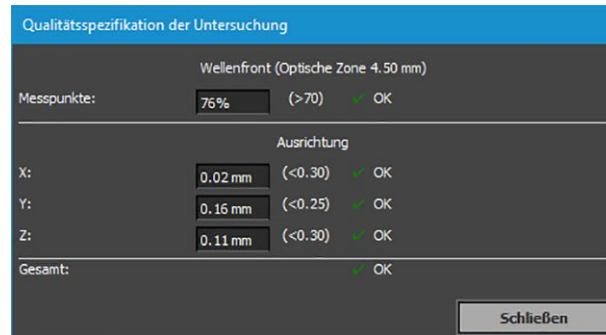 Qualitätsspezifikation der Untersuchung
Wellenfront (Optische Zone 4.50 mm)
Messpunkte: 76% (>70) ✓ OK
Ausrichtung
X: 0.02 mm (<0.30) ✓ OK
Y: 0.16 mm (<0.25) ✓ OK
Z: 0.11 mm (<0.30) ✓ OK
Gesamt: ✓ OK
Schließen